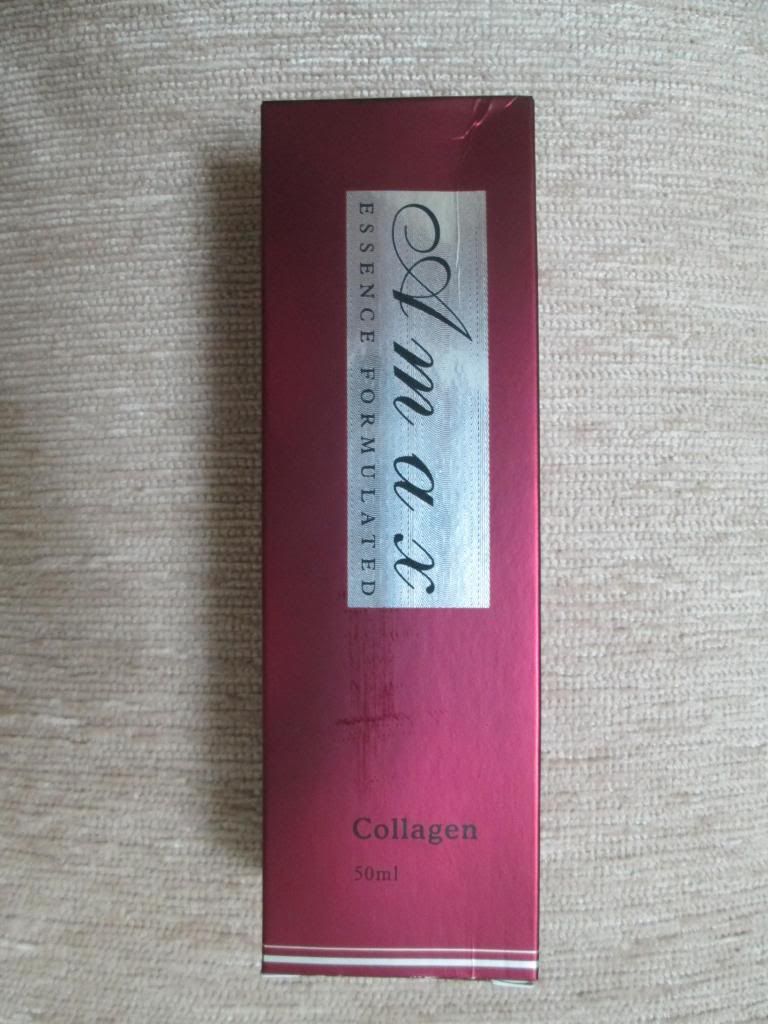 Amax
ESSENCE FORMULATED
Collagen
50ml